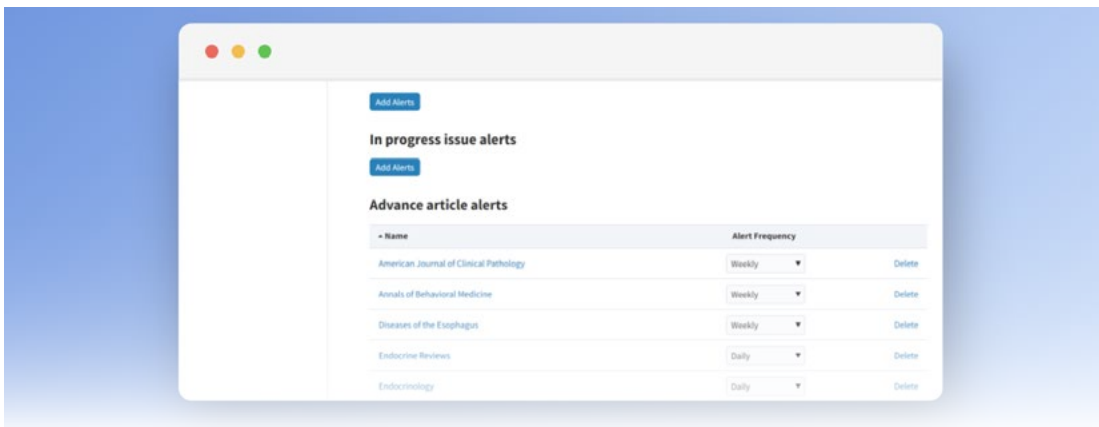 Add Alerts
In progress issue alerts
Add Alerts
Advance article alerts
Name Alert Frequency
American Journal of Clinical Pathology Weekly Delete
Annals of Behavioral Medicine Weekly Delete
Diseases of the Esophagus Weekly Delete
Endocrine Reviews Daily Delete
Endocrinology Daily Delete